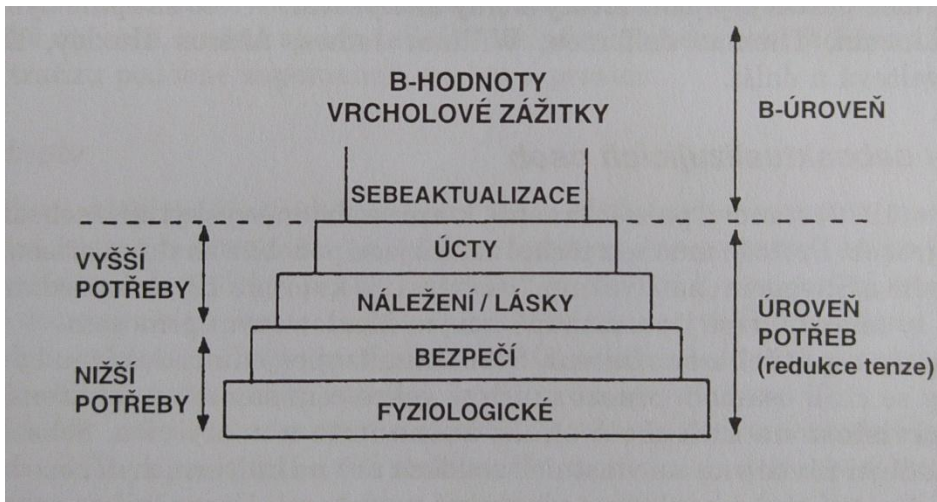 B-HODNOTY
VRCHOLOVÉ ZÁŽITKY
B-ÚROVEŇ
SEBEAKTUALIZACE
VYŠŠÍ
POTŘEBY
ÚCTY
NÁLEŽENÍ / LÁSKY
NIŽŠÍ
POTŘEBY
BEZPEČÍ
FYZIOLOGICKÉ
ÚROVEŇ
POTŘEB
(redukce tenze)